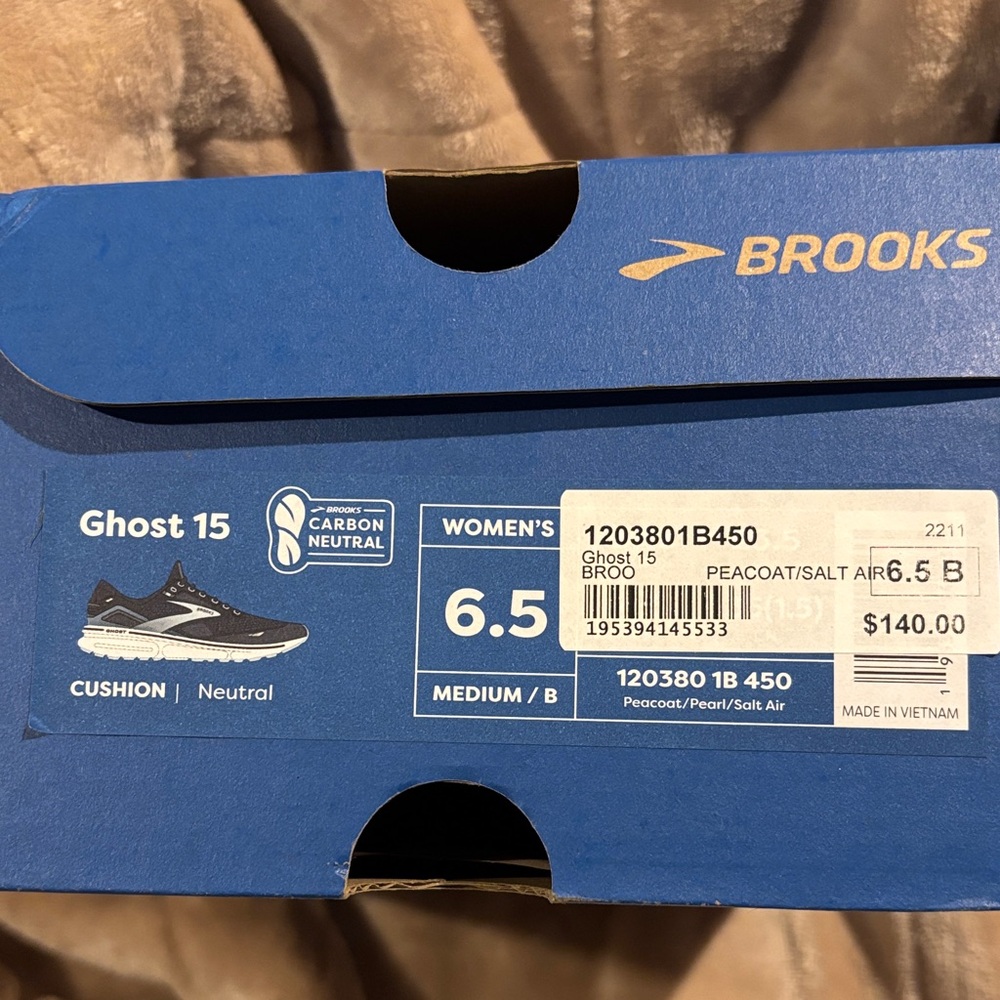 BROOKS
Ghost 15
BROOKS
CARBON
NEUTRAL
CUSHION | Neutral
WOMEN'S
6.5
MEDIUM / B
1203801B450 2211
Ghost 15
BROO PEACOAT/SALT AIR 6.5 B
195394145533 $140.00
120380 1B 450
Peacoat/Pearl/Salt Air
MADE IN VIETNAM